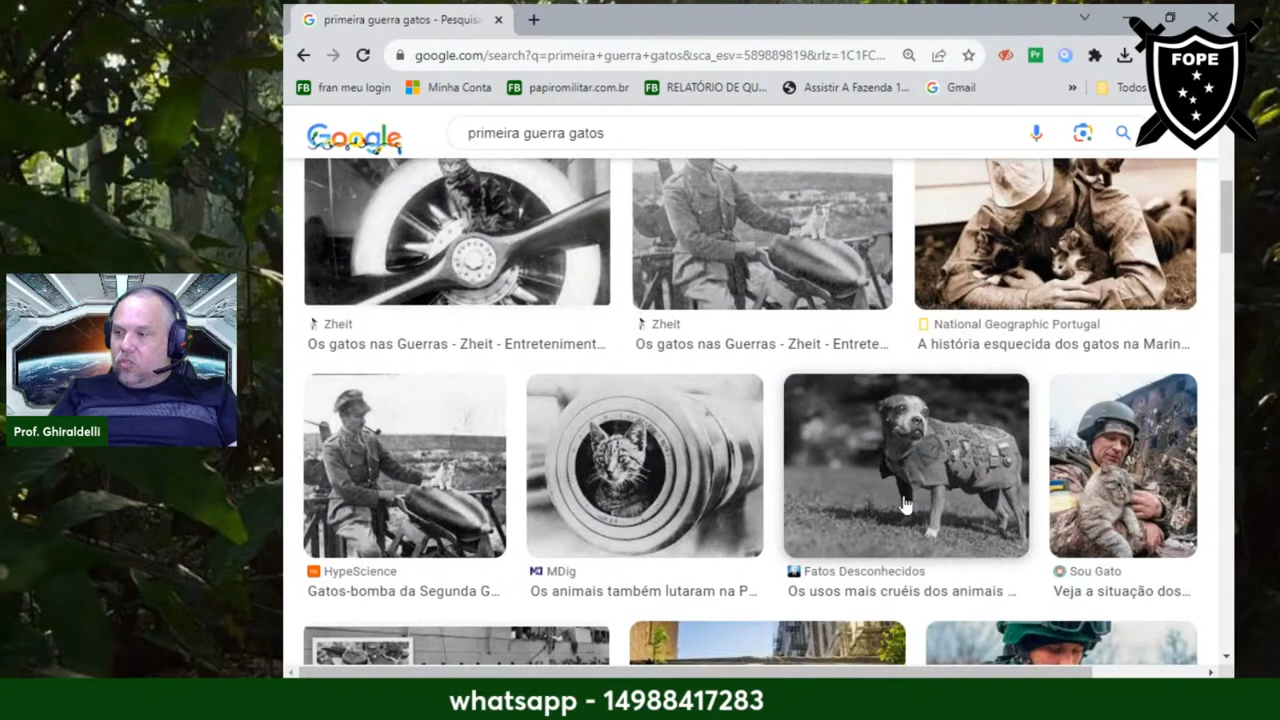 primeira guerra gatos - Pesquisa
google.com/search?q=primeira+guerra+gatos&sca_esv=589889819&rlz=1C1FC...
fran meu login
Minha Conta
papiromilitar.com.br
RELATÓRIO DE QU...
Assistir A Fazenda 1...
Gmail
»
Todos
FOPE
Google
primeira guerra gatos
Zheit
Os gatos nas Guerras - Zheit - Entreteniment...
Zheit
Os gatos nas Guerras - Zheit - Entrete...
National Geographic Portugal
A história esquecida dos gatos na Marin...
HypeScience
Gatos-bomba da Segunda G...
MDig
Os animais também lutaram na P...
Fatos Desconhecidos
Os usos mais cruéis dos animais ...
Sou Gato
Veja a situação dos...
Prof. Ghiraldelli
whatsapp - 14988417283